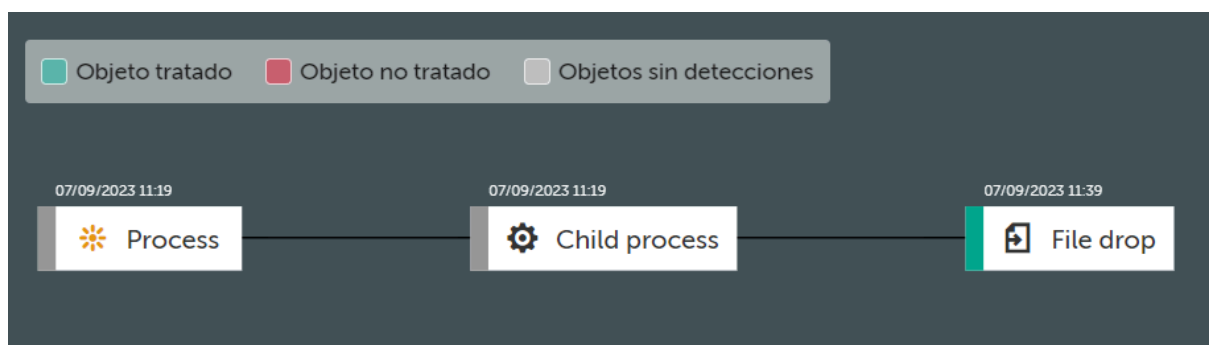 Objeto tratado Objeto no tratado Objetos sin detecciones
07/09/2023 11:19 07/09/2023 11:19 07/09/2023 11:39
Process Child process File drop